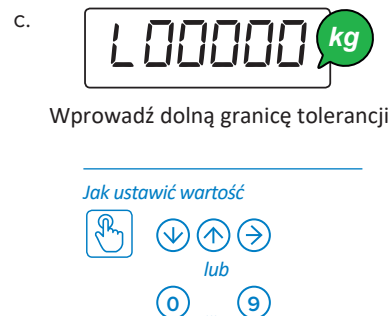 c.
L00000 kg
Wprowadź dolną granicę tolerancji
Jak ustawić wartość
lub
0 9